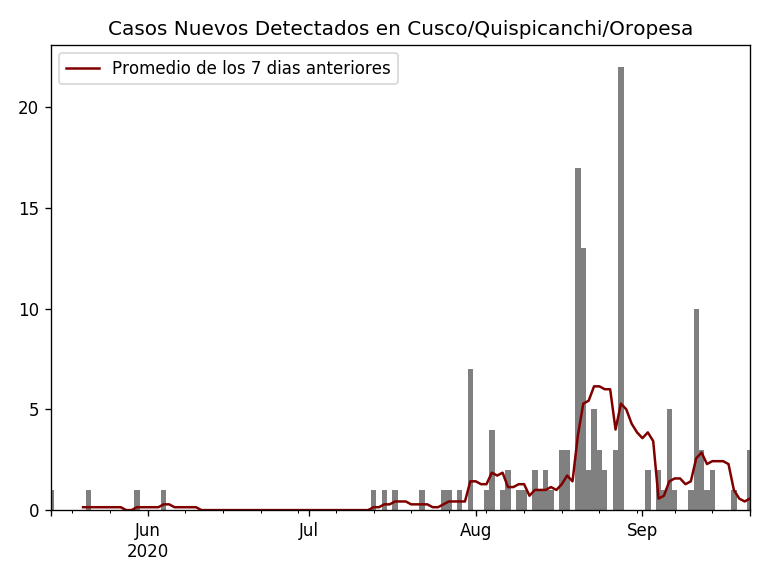 Casos Nuevos Detectados en Cusco/Quispicanchi/Oropesa
Promedio de los 7 dias anteriores
20
15
10
5
0
Jun
Jul
Aug
Sep
2020